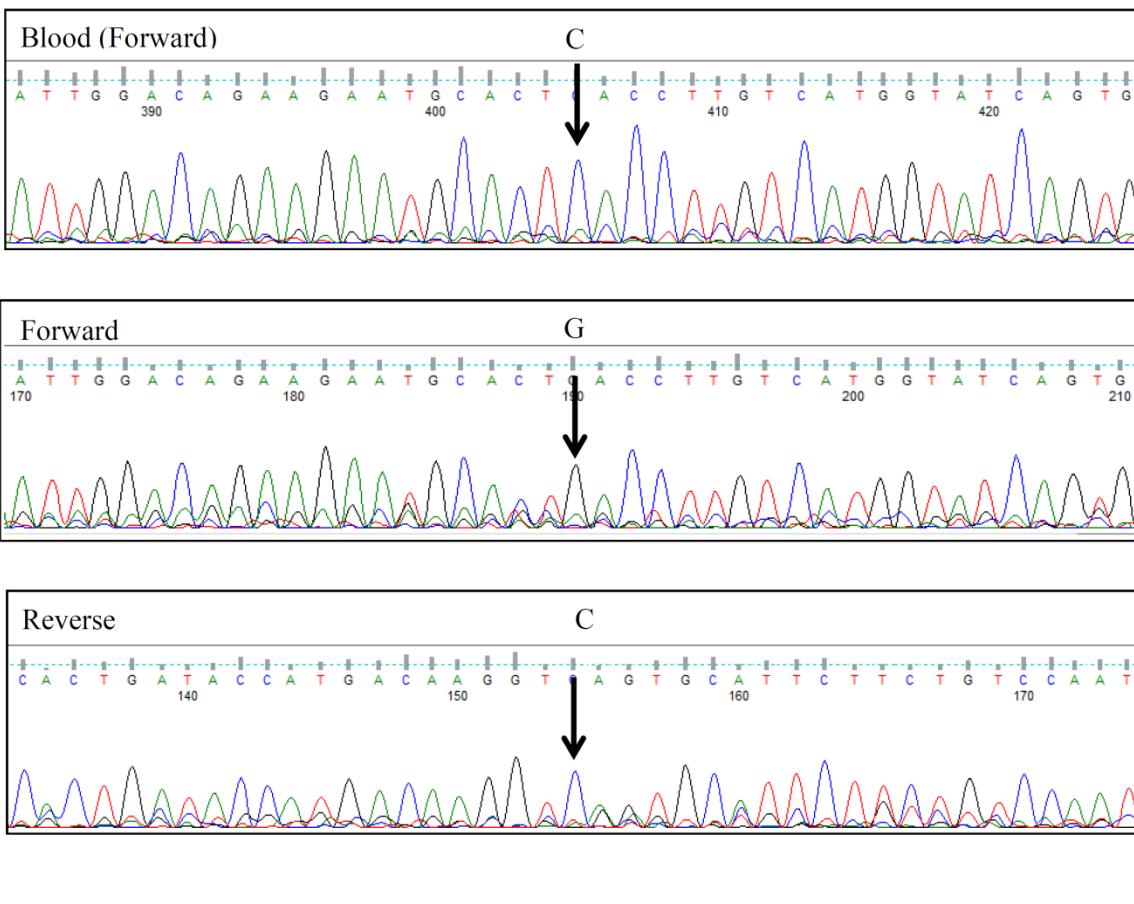 Blood (Forward)
C
A T T G G A C A G A A G A A T G C A C T C A C C T T G T C A T G G T A T C A G T G
390 400 410 420
Forward
G
A T T G G A C A G A A G A A T G C A C T G A C C T T G T C A T G G T A T C A G T G
170 180 190 200 210
Reverse
C
C A C T G A T A C C A T G A C A A G G T C A G T G C A T T C T T C T G T C C A A T
140 150 160 170